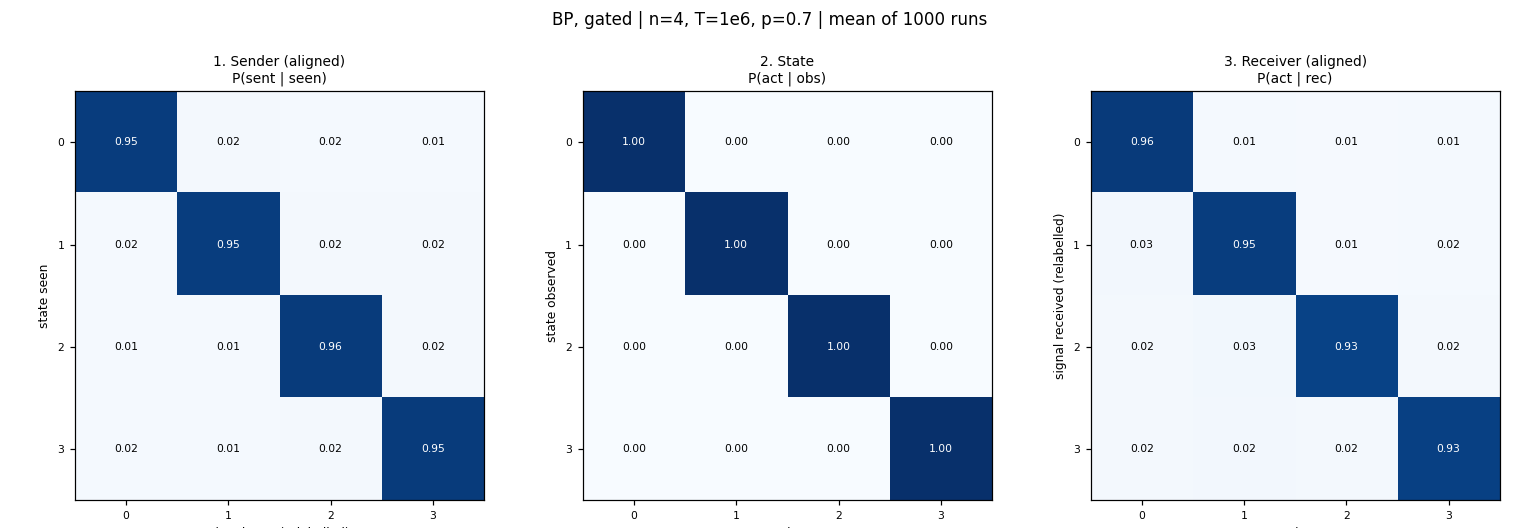 BP, gated | n=4, T=1e6, p=0.7 | mean of 1000 runs
1. Sender (aligned)
P(sent | seen)
state seen
0 0.95 0.02 0.02 0.01
1 0.02 0.95 0.02 0.02
2 0.01 0.01 0.96 0.02
3 0.02 0.01 0.02 0.95
0 1 2 3
2. State
P(act | obs)
state observed
0 1.00 0.00 0.00 0.00
1 0.00 1.00 0.00 0.00
2 0.00 0.00 1.00 0.00
3 0.00 0.00 0.00 1.00
0 1 2 3
3. Receiver (aligned)
P(act | rec)
signal received (relabelled)
0 0.96 0.01 0.01 0.01
1 0.03 0.95 0.01 0.02
2 0.02 0.03 0.93 0.02
3 0.02 0.02 0.02 0.93
0 1 2 3